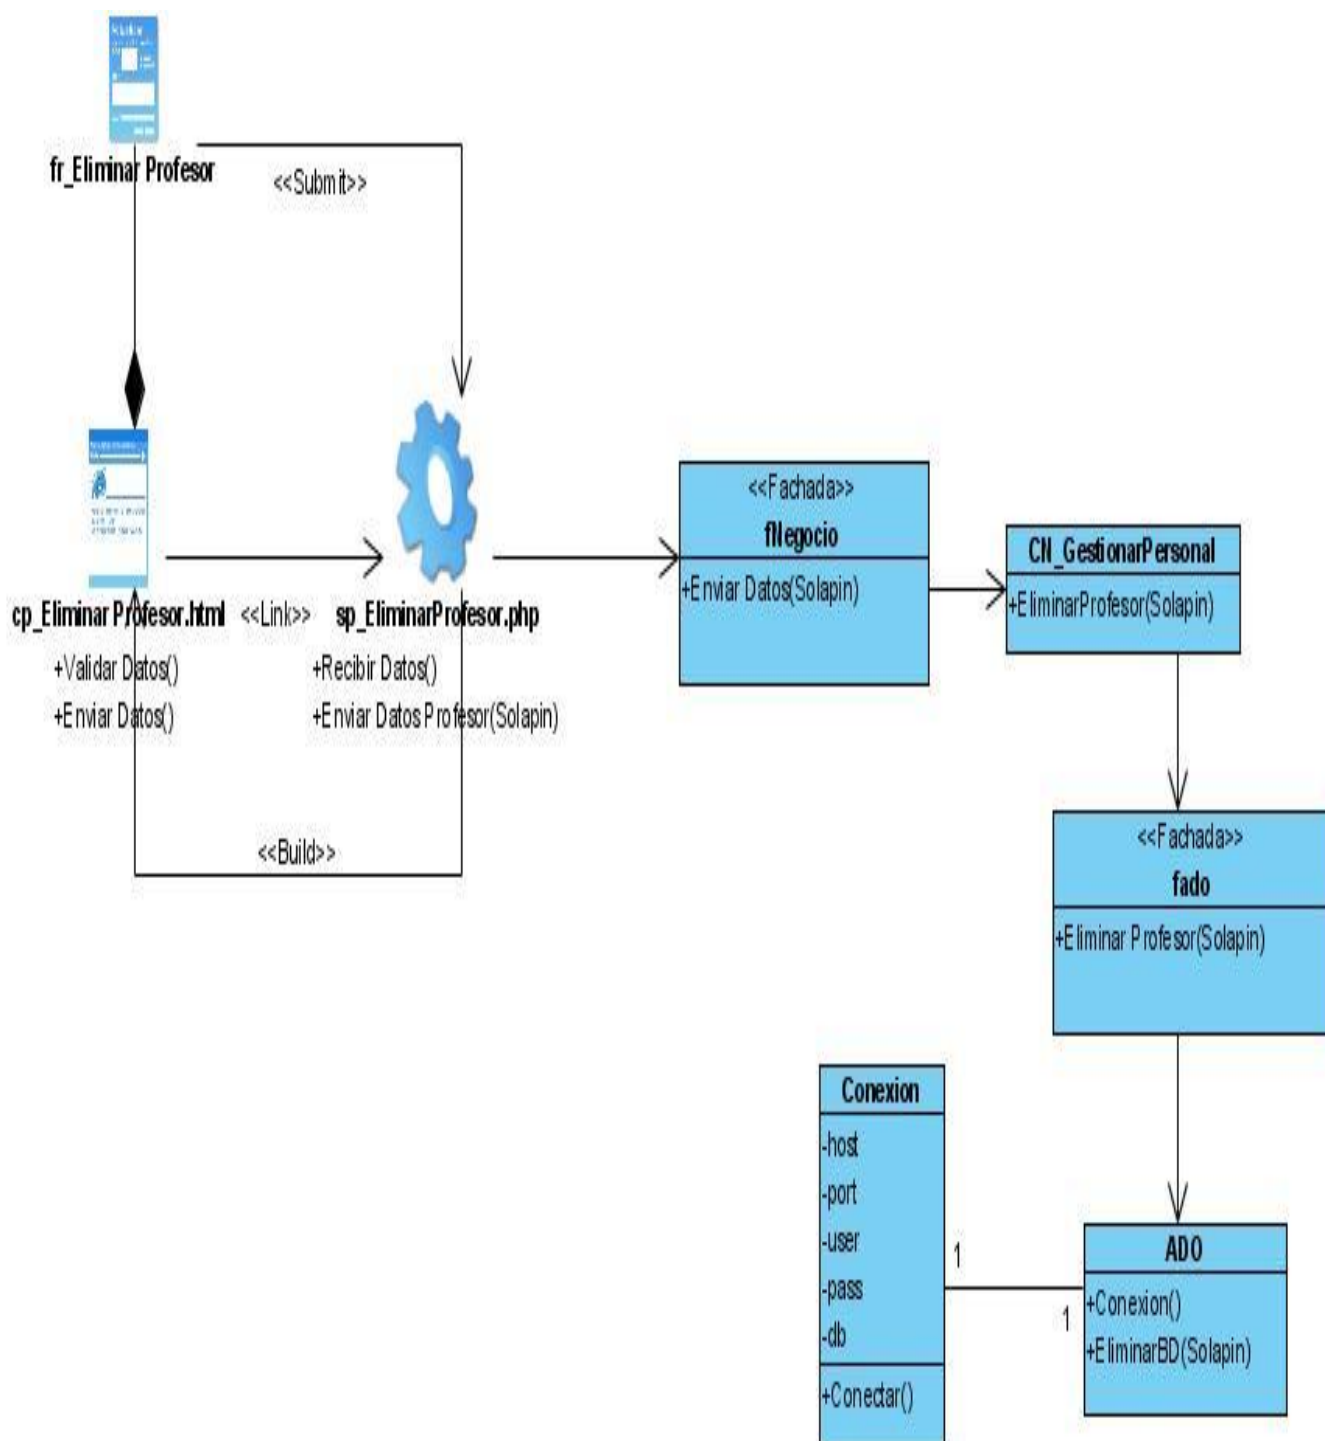 fr_Eliminar Profesor
<<Submit>>
cp_Eliminar Profesor.html
<<Link>>
sp_EliminarProfesor.php
+Validar Datos()
+Enviar Datos()
+Recibir Datos()
+Enviar Datos Profesor(Solapin)
<<Build>>
<<Fachada>>
fNegocio
+Enviar Datos(Solapin)
CN_GestionarPersonal
+EliminarProfesor(Solapin)
<<Fachada>>
fado
+Eliminar Profesor(Solapin)
Conexion
-host
-port
-user
-pass
-db
+Conectar()
1
1
ADO
+Conexion()
+EliminarBD(Solapin)